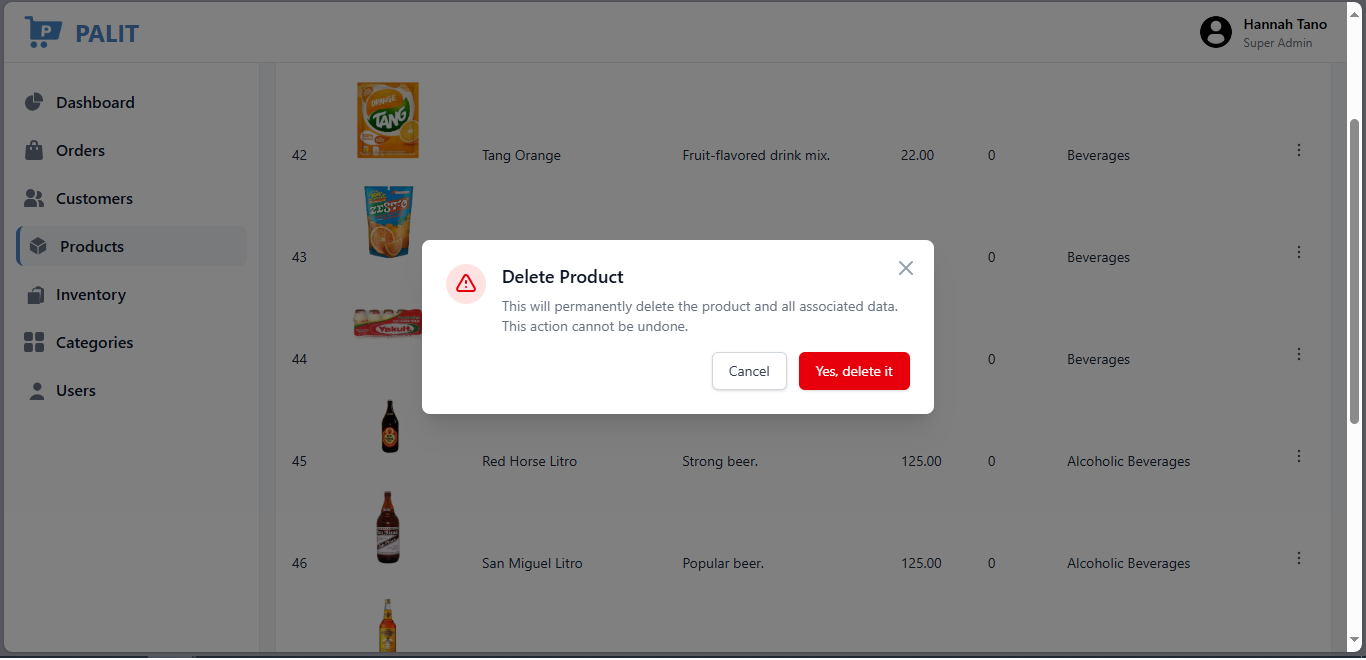 P
PALIT
Hannah Tano
Super Admin
Dashboard
Orders
Customers
Products
Inventory
Categories
Users
ORANGE
TANG
42 Tang Orange Fruit-flavored drink mix. 22.00 0 Beverages
ZEST-O
43 0 Beverages
Yakult
44 0 Beverages
Delete Product
This will permanently delete the product and all associated data.
This action cannot be undone.
Cancel
Yes, delete it
45 Red Horse Litro Strong beer. 125.00 0 Alcoholic Beverages
46 San Miguel Litro Popular beer. 125.00 0 Alcoholic Beverages